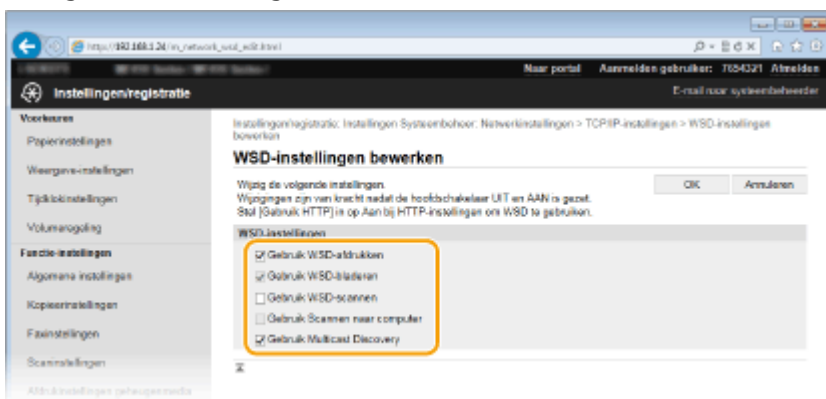 http://192.168.1.24/m_network_wsd_edit.html
Naar portal Aanmelden gebruiker: 7654321 Afmelden
Instellingen/registratie
E-mail naar systeembeheerder
Voorkeuren
Papierinstellingen
Weergave-instellingen
Tijdklokinstellingen
Volumeregeling
Functie-instellingen
Algemene instellingen
Kopieerinstellingen
Faxinstellingen
Scaninstellingen
Afdrukinstellingen geheugenmedia
Instellingen/registratie: Instellingen Systeembeheer: Netwerkinstellingen > TCP/IP-instellingen > WSD-instellingen
bewerken
WSD-instellingen bewerken
Wijzig de volgende instellingen.
Wijzigingen zijn van kracht nadat de hoofdschakelaar UIT en AAN is gezet.
Stel [Gebruik HTTP] in op Aan bij HTTP-instellingen om WSD te gebruiken.
OK Annuleren
WSD-instellingen
Gebruik WSD-afdrukken
Gebruik WSD-bladeren
Gebruik WSD-scannen
Gebruik Scannen naar computer
Gebruik Multicast Discovery